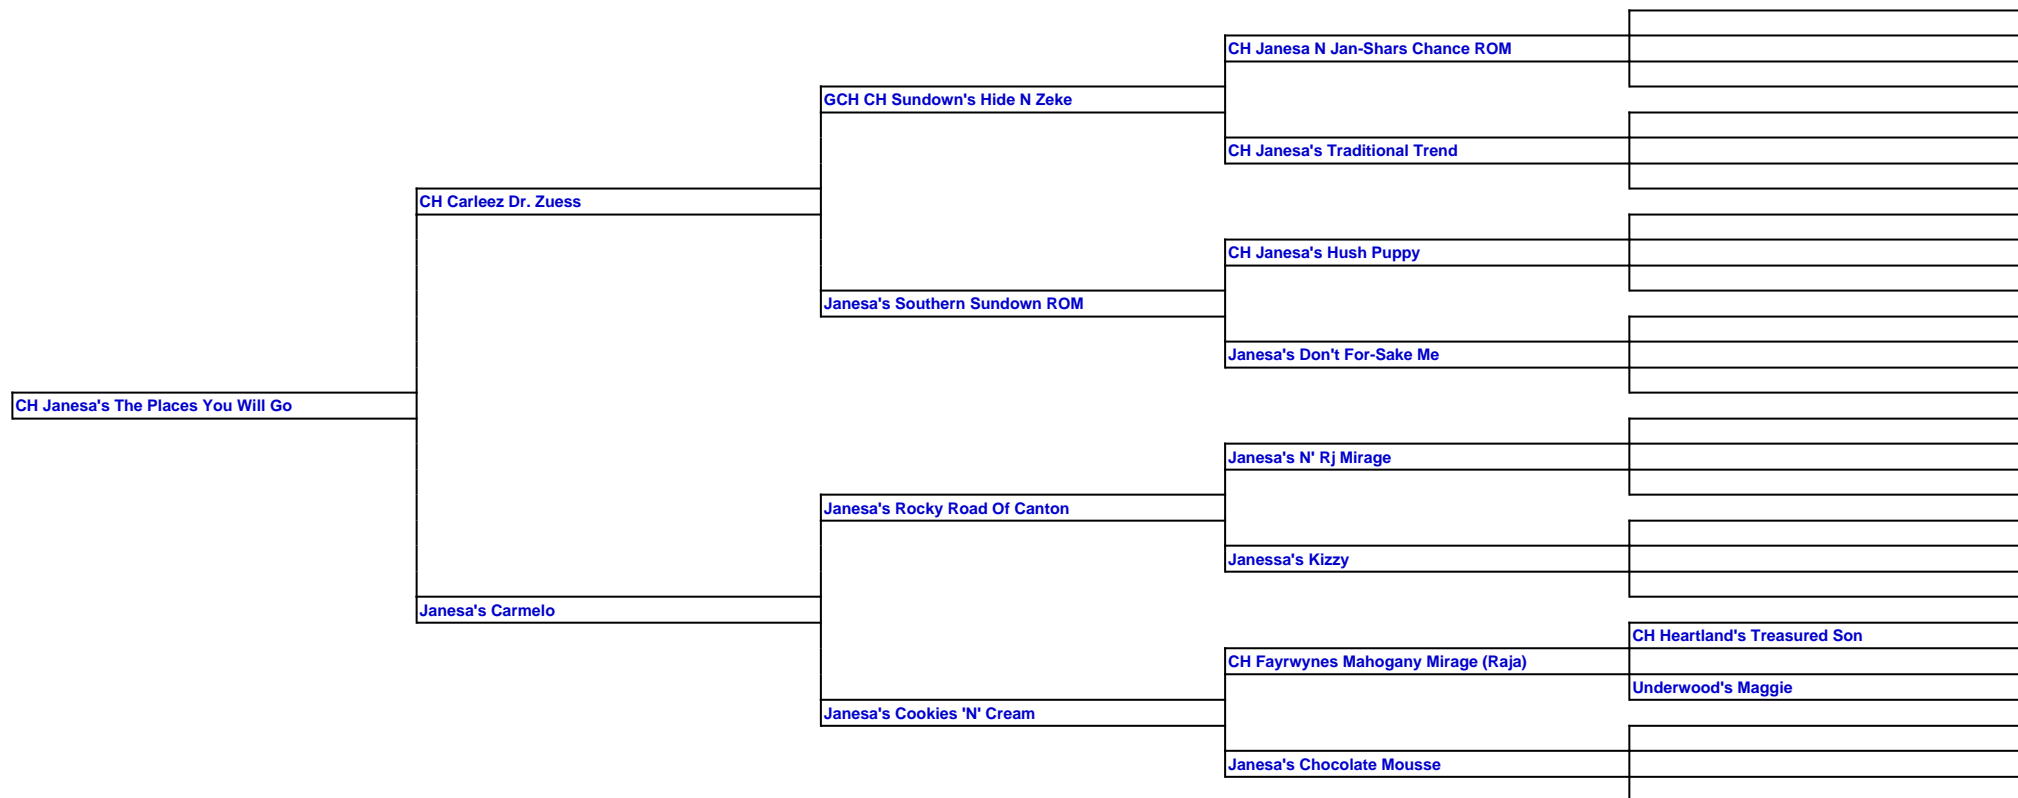 CH Janesa N Jan-Shars Chance ROM
GCH CH Sundown's Hide N Zeke
CH Janesa's Traditional Trend
CH Carleez Dr. Zuess
CH Janesa's Hush Puppy
Janesa's Southern Sundown ROM
Janesa's Don't For-Sake Me
CH Janesa's The Places You Will Go
Janesa's N' Rj Mirage
Janesa's Rocky Road Of Canton
Janessa's Kizzy
Janesa's Carmelo
CH Heartland's Treasured Son
CH Fayrwynes Mahogany Mirage (Raja)
Underwood's Maggie
Janesa's Cookies 'N' Cream
Janesa's Chocolate Mousse